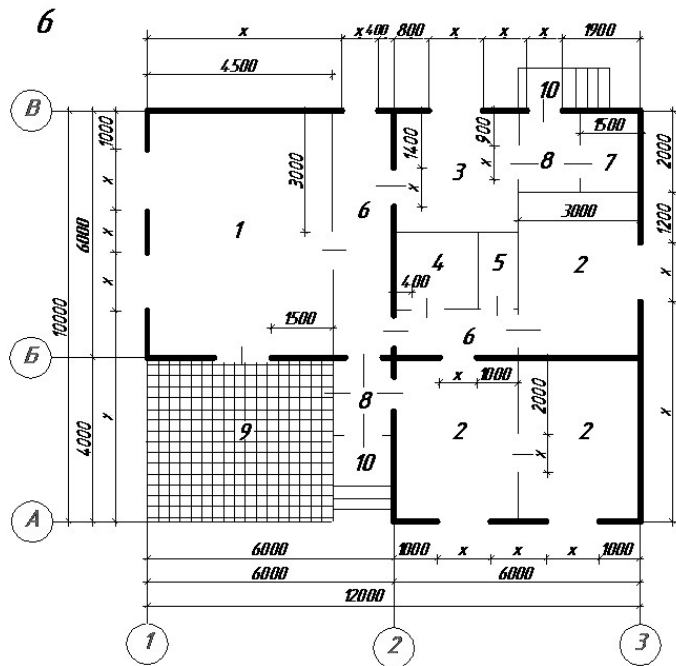 6
x x 400 800 x x x 1900
4500
10
В
1000 1400 900 1500 2000
3000 x 3 x 8 7
x 6 3000 1200
6000 x 1 4 5 2
10000 x 400 x
1500 6
Б
8 x 1000 2000
4000 y 9 2 x 2 x
10
А
6000 1000 x x x 1000
6000 6000
12000
1 2 3